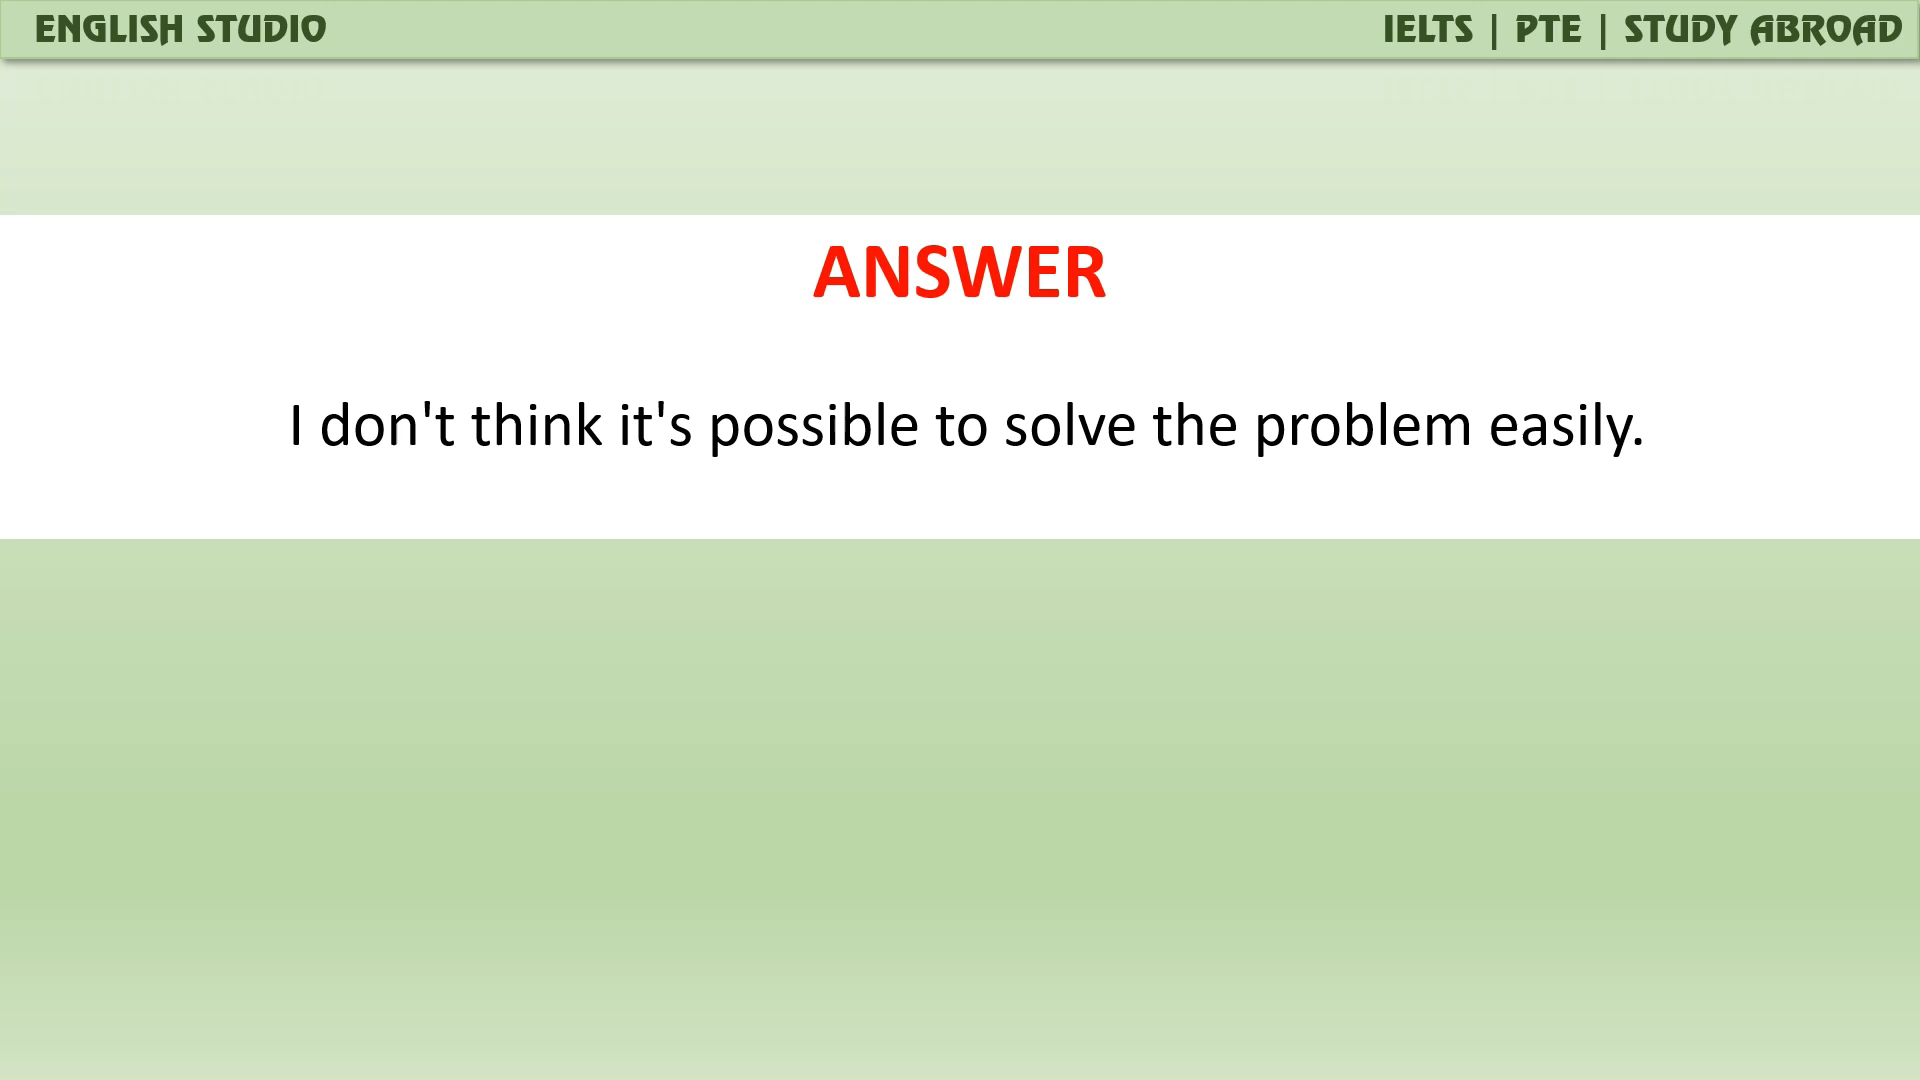 ENGLISH STUDIO
IELTS | PTE | STUDY ABROAD
ANSWER
I don't think it's possible to solve the problem easily.